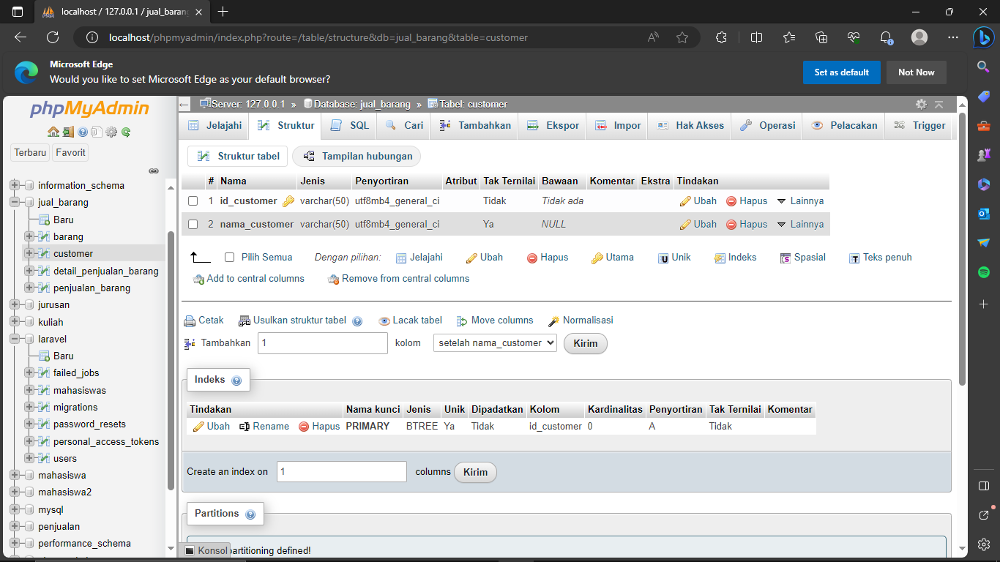 localhost / 127.0.0.1 / jual_barang
localhost/phpmyadmin/index.php?route=/table/structure&db=jual_barang&table=customer
Microsoft Edge
Would you like to set Microsoft Edge as your default browser?
Set as default
Not Now
phpMyAdmin
Terbaru Favorit
information_schema
jual_barang
Baru
barang
customer
detail_penjualan_barang
penjualan_barang
jurusan
kuliah
laravel
Baru
failed_jobs
mahasiswas
migrations
password_resets
personal_access_tokens
users
mahasiswa
mahasiswa2
mysql
penjualan
performance_schema
Server: 127.0.0.1 » Database: jual_barang » Tabel: customer
Jelajahi Struktur SQL Cari Tambahkan Ekspor Impor Hak Akses Operasi Pelacakan Trigger
Struktur tabel Tampilan hubungan
# Nama Jenis Penyortiran Atribut Tak Ternilai Bawaan Komentar Ekstra Tindakan
1 id_customer varchar(50) utf8mb4_general_ci Tidak Tidak ada Ubah Hapus Lainnya
2 nama_customer varchar(50) utf8mb4_general_ci Ya NULL Ubah Hapus Lainnya
Pilih Semua Dengan pilihan: Jelajahi Ubah Hapus Utama Unik Indeks Spasial Teks penuh
Add to central columns Remove from central columns
Cetak Usulkan struktur tabel Lacak tabel Move columns Normalisasi
Tambahkan 1 kolom setelah nama_customer Kirim
Indeks
Tindakan Nama kunci Jenis Unik Dipadatkan Kolom Kardinalitas Penyortiran Tak Ternilai Komentar
Ubah Rename Hapus PRIMARY BTREE Ya Tidak id_customer 0 A Tidak
Create an index on 1 columns Kirim
Partitions
Konsol artitioning defined!